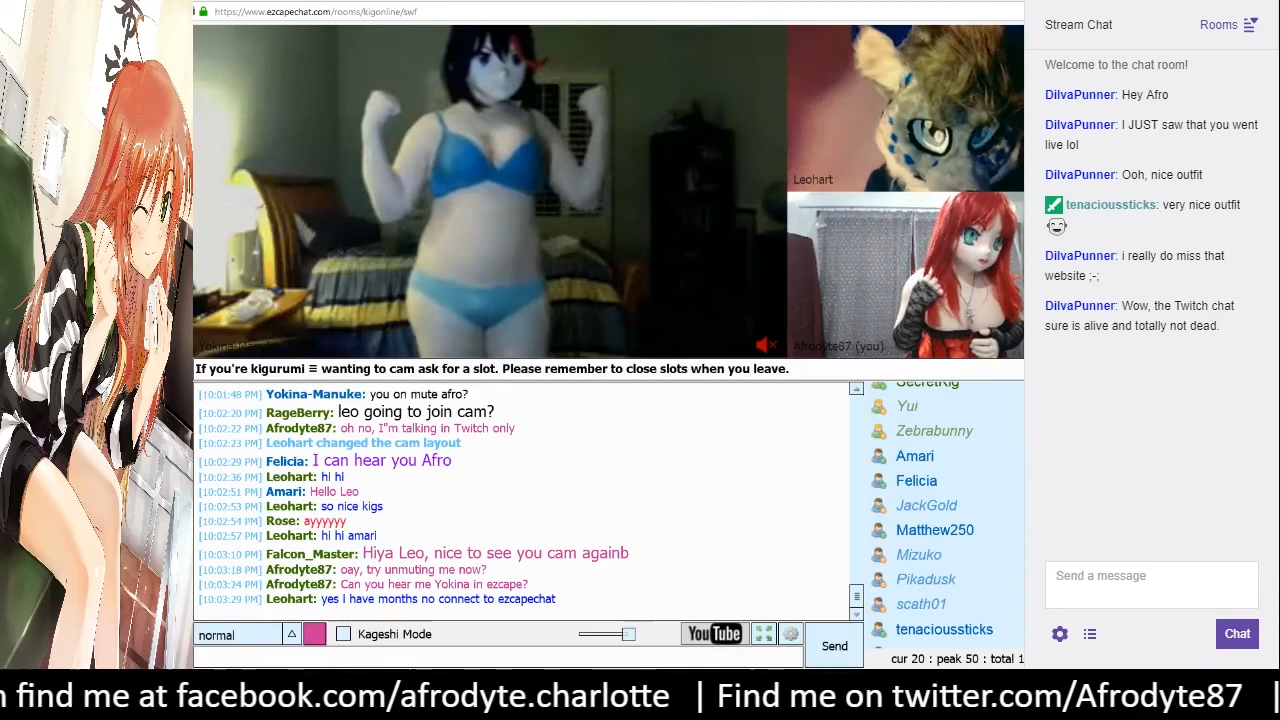 https://www.ezcapechat.com/rooms/kigonline/swf
Leohart
Afrodyte87 (you)
If you're kigurumi ≡ wanting to cam ask for a slot. Please remember to close slots when you leave.
[10:01:48 PM] Yokina-Manuke: you on mute afro?
[10:02:20 PM] RageBerry: leo going to join cam?
[10:02:22 PM] Afrodyte87: oh no, I"m talking in Twitch only
[10:02:23 PM] Leohart changed the cam layout
[10:02:29 PM] Felicia: I can hear you Afro
[10:02:36 PM] Leohart: hi hi
[10:02:51 PM] Amari: Hello Leo
[10:02:53 PM] Leohart: so nice kigs
[10:02:54 PM] Rose: ayyyyyy
[10:02:57 PM] Leohart: hi hi amari
[10:03:10 PM] Falcon_Master: Hiya Leo, nice to see you cam againb
[10:03:18 PM] Afrodyte87: oay, try unmuting me now?
[10:03:24 PM] Afrodyte87: Can you hear me Yokina in ezcape?
[10:03:29 PM] Leohart: yes i have months no connect to ezcapechat
SecretKig
Yui
Zebrabunny
Amari
Felicia
JackGold
Matthew250
Mizuko
Pikadusk
scath01
tenaciousticks
normal
Kageshi Mode
YouTube
Send
cur 20 : peak 50 : total 1
Stream Chat
Rooms
Welcome to the chat room!
DilvaPunner: Hey Afro
DilvaPunner: I JUST saw that you went
live lol
DilvaPunner: Ooh, nice outfit
tenacioussticks: very nice outfit
DilvaPunner: i really do miss that
website ;-;
DilvaPunner: Wow, the Twitch chat
sure is alive and totally not dead.
Send a message
Chat
find me at facebook.com/afrodyte.charlotte | Find me on twitter.com/Afrodyte87 |